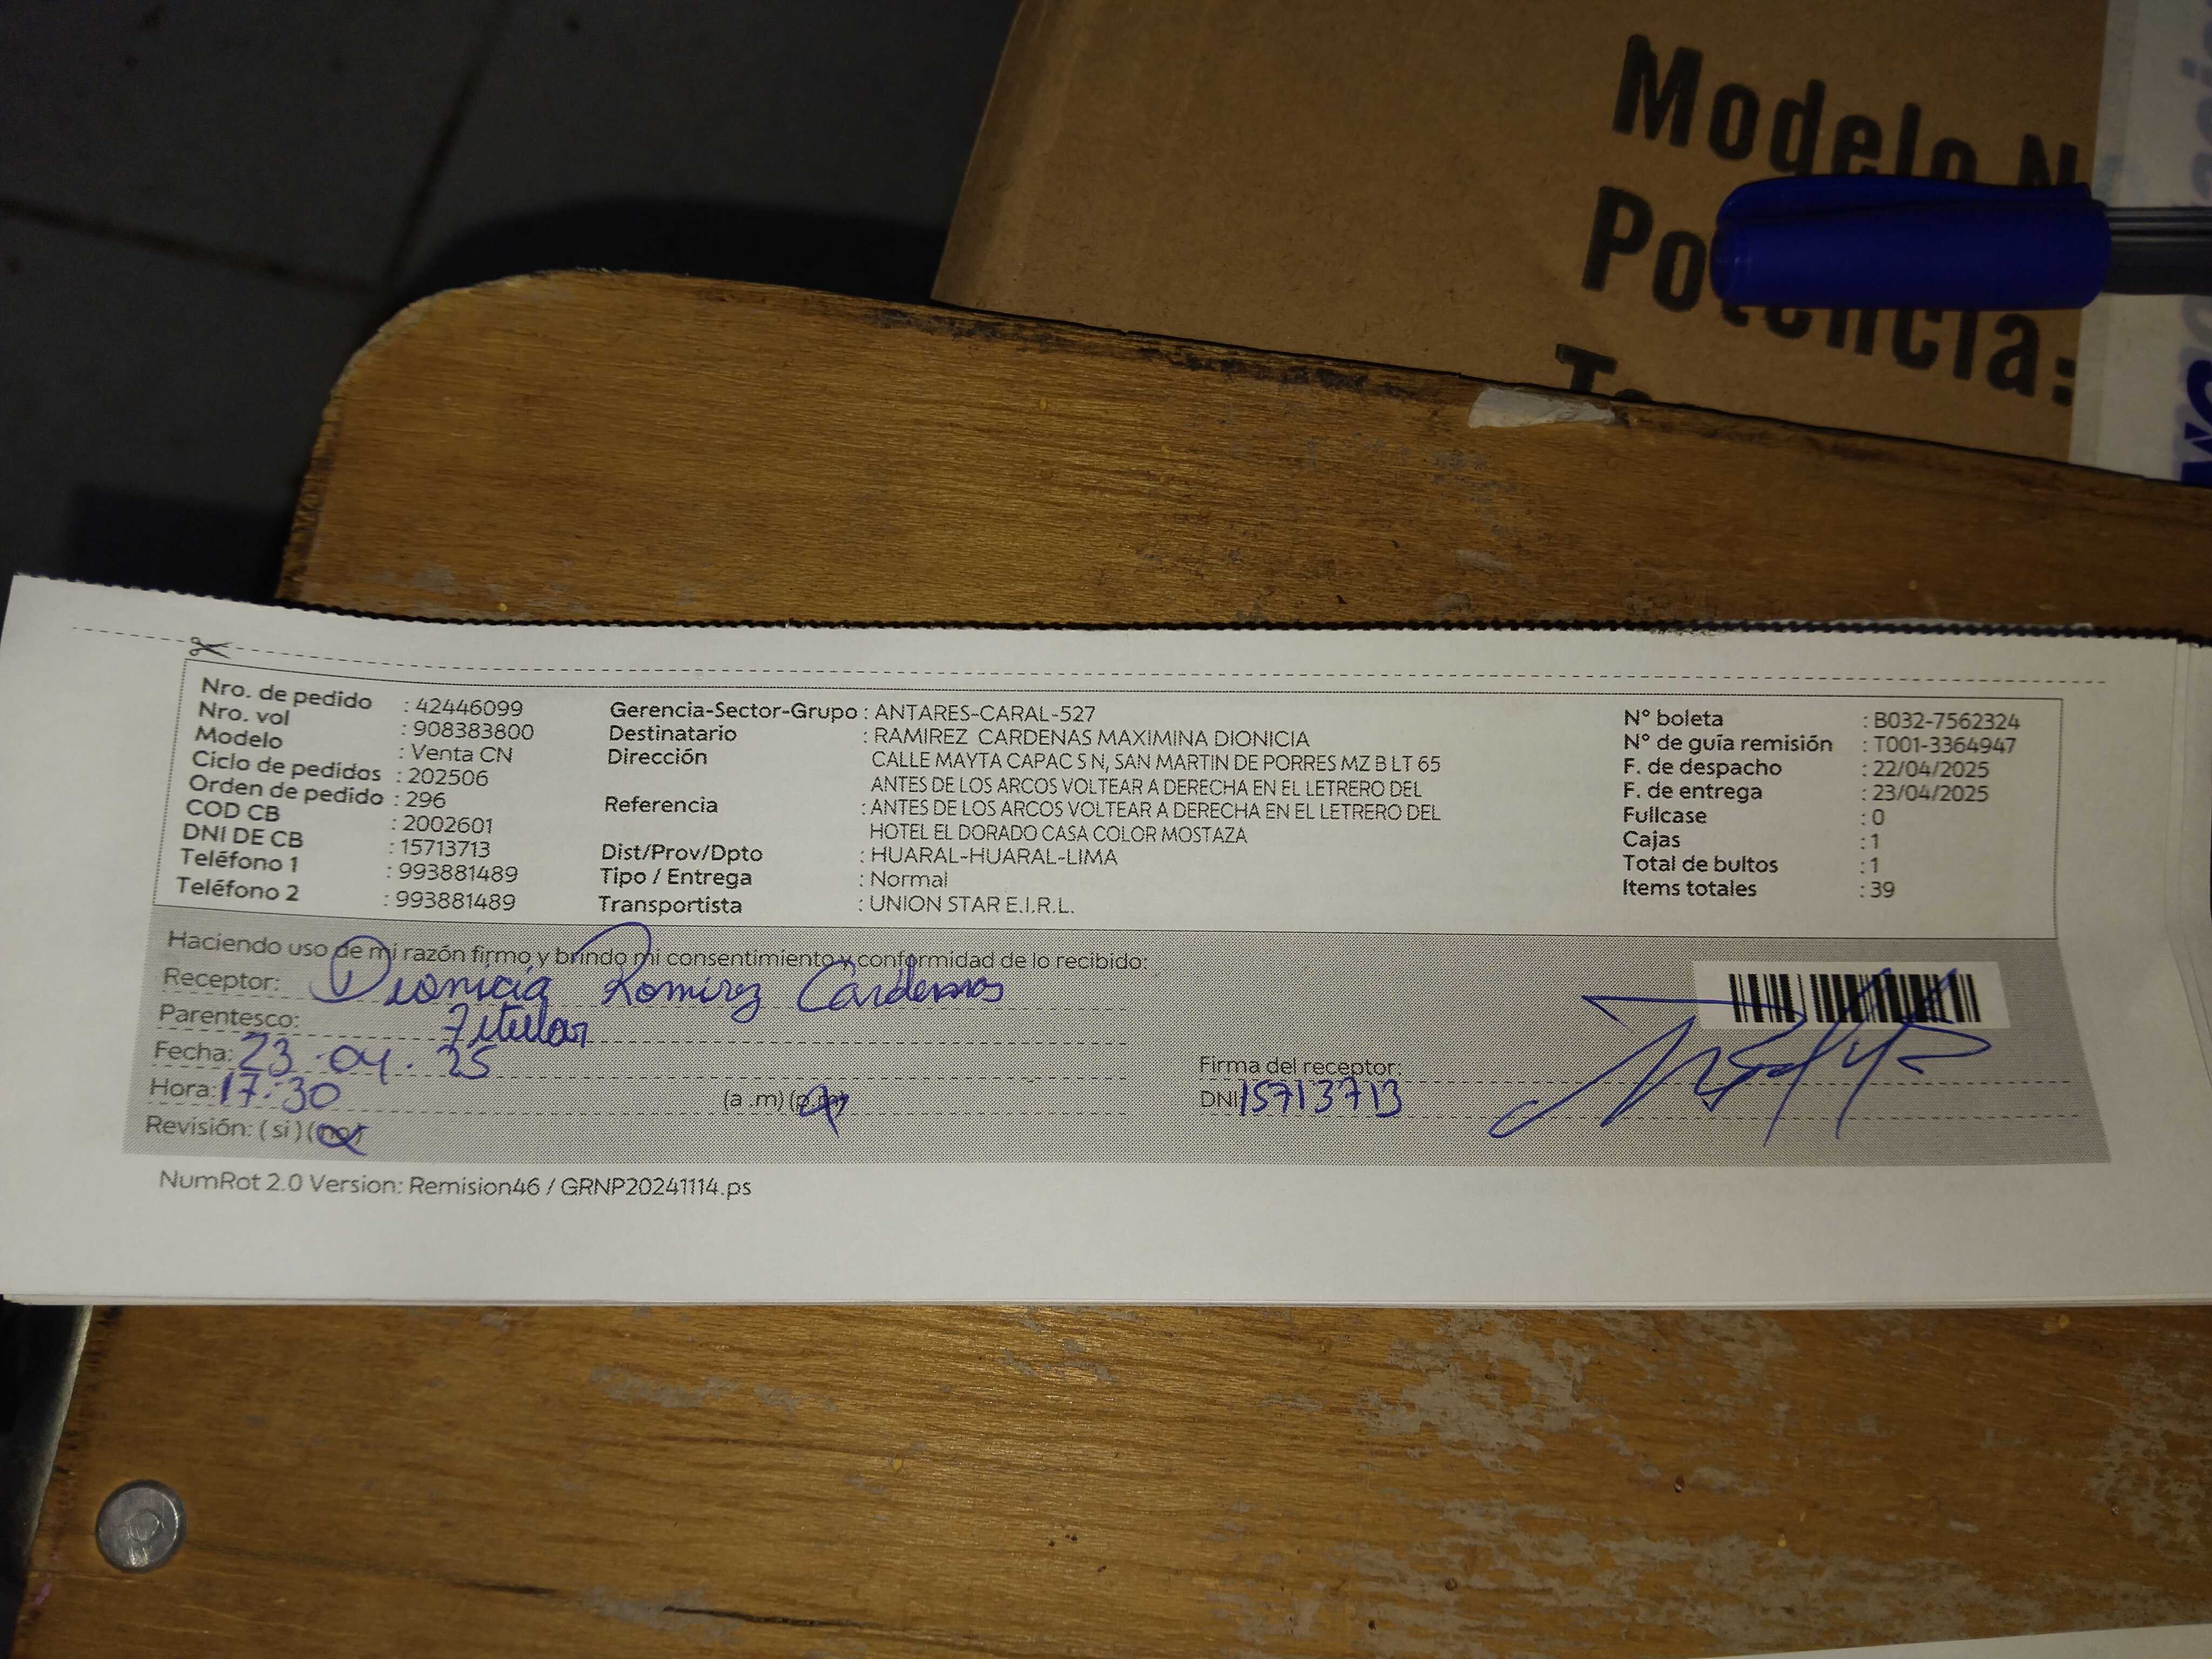 Modelo N
Potencia:
Nro. de pedido : 42446099
Nro. vol : 908383800
Modelo : Venta CN
Ciclo de pedidos : 202506
Orden de pedido : 296
COD CB : 2002601
DNI DE CB : 15713713
Teléfono 1 : 993881489
Teléfono 2 : 993881489
Gerencia-Sector-Grupo : ANTARES-CARAL-527
Destinatario : RAMIREZ CARDENAS MAXIMINA DIONICIA
Dirección CALLE MAYTA CAPAC S N, SAN MARTIN DE PORRES MZ B LT 65
ANTES DE LOS ARCOS VOLTEAR A DERECHA EN EL LETRERO DEL
Referencia : ANTES DE LOS ARCOS VOLTEAR A DERECHA EN EL LETRERO DEL
HOTEL EL DORADO CASA COLOR MOSTAZA
Dist/Prov/Dpto : HUARAL-HUARAL-LIMA
Tipo / Entrega : Normal
Transportista : UNION STAR E.I.R.L.
N° boleta : B032-7562324
N° de guía remisión : T001-3364947
F. de despacho : 22/04/2025
F. de entrega : 23/04/2025
Fullcase : 0
Cajas : 1
Total de bultos : 1
Items totales : 39
Haciendo uso de mi razón firmo y brindo mi consentimiento y conformidad de lo recibido:
Receptor: Dionicia Ramirez Cardenas
Parentesco: Titular
Fecha: 23.04.25
Hora: 17:30 (a .m) (p.m)
Revisión: ( si ) (no)
Firma del receptor:
DNI 15713713
NumRot 2.0 Version: Remision46 / GRNP20241114.ps